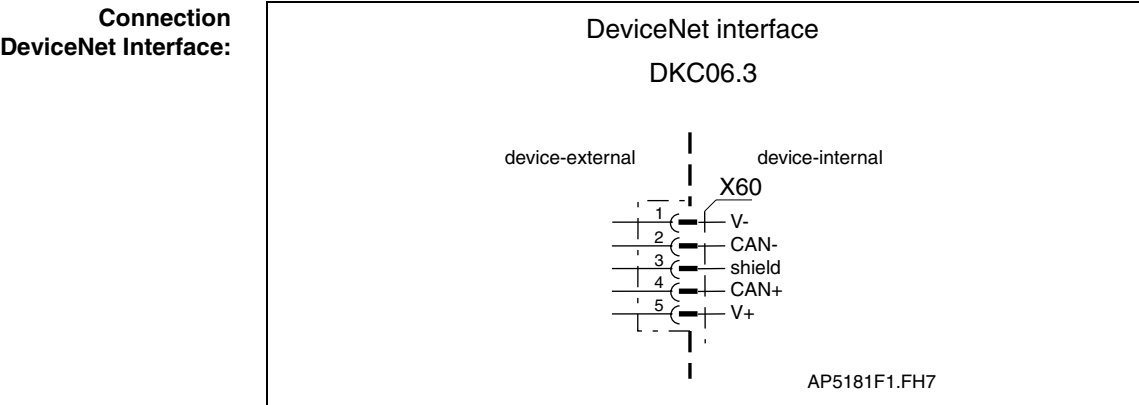 Connection
DeviceNet Interface:
DeviceNet interface
DKC06.3
device-external device-internal
X60
1 V-
2 CAN-
3 shield
4 CAN+
5 V+
AP5181F1.FH7